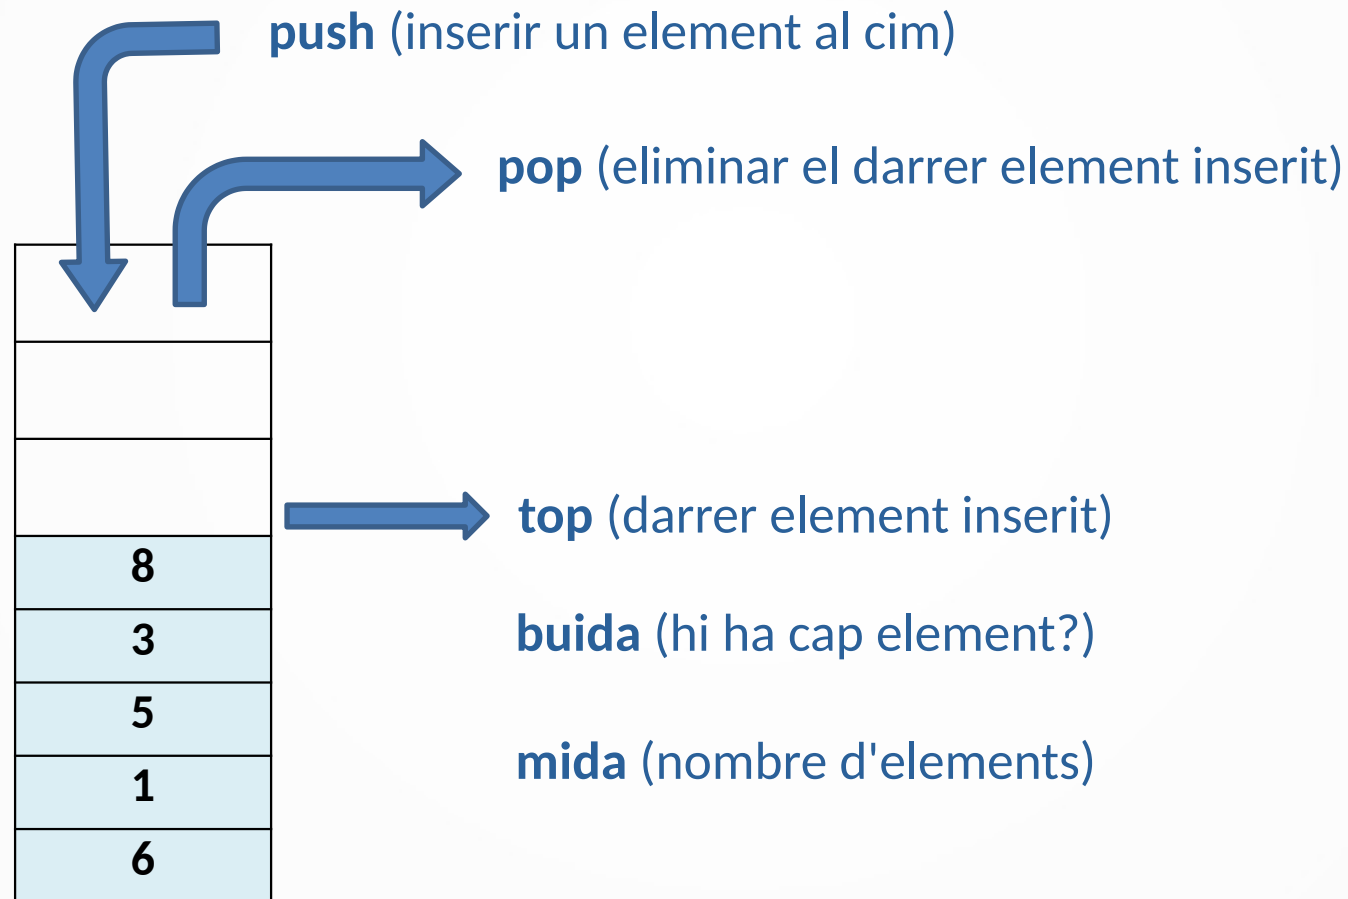 push (inserir un element al cim)
pop (eliminar el darrer element inserit)
top (darrer element inserit)
8
buida (hi ha cap element?)
3
5
mida (nombre d'elements)
1
6